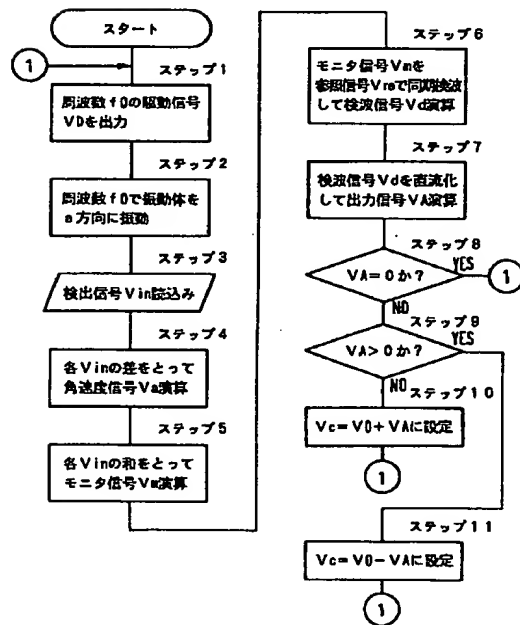 スタート
1
ステップ1
周波数f0の駆動信号
VDを出力
ステップ2
周波数f0で振動体を
a方向に振動
ステップ3
検出信号Vin読込み
ステップ4
各Vinの差をとって
角速度信号Va演算
ステップ5
各Vinの和をとって
モニタ信号Vm演算
ステップ6
モニタ信号Vmを
参照信号Vreで同期検波
して検波信号Vd演算
ステップ7
検波信号Vdを直流化
して出力信号VA演算
ステップ8
VA=0か?
YES
1
NO
ステップ9
VA>0か?
YES
NO
ステップ10
Vc=V0+VAに設定
1
ステップ11
Vc=V0-VAに設定
1